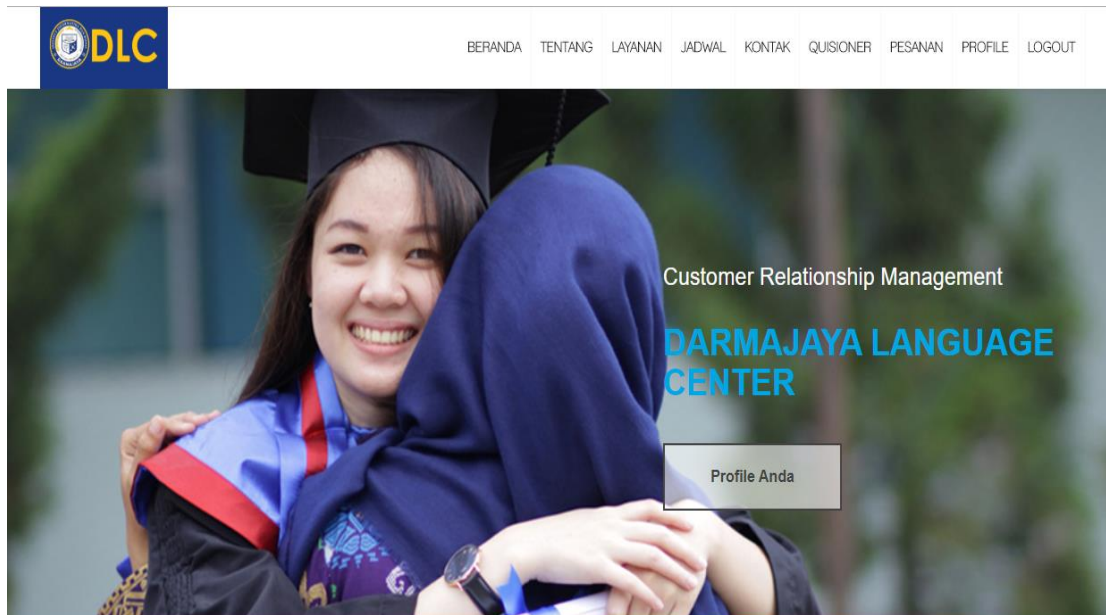 DLC
BERANDA TENTANG LAYANAN JADWAL KONTAK QUISIONER PESANAN PROFILE LOGOUT
Customer Relationship Management
DARMAJAYA LANGUAGE
CENTER
Profile Anda